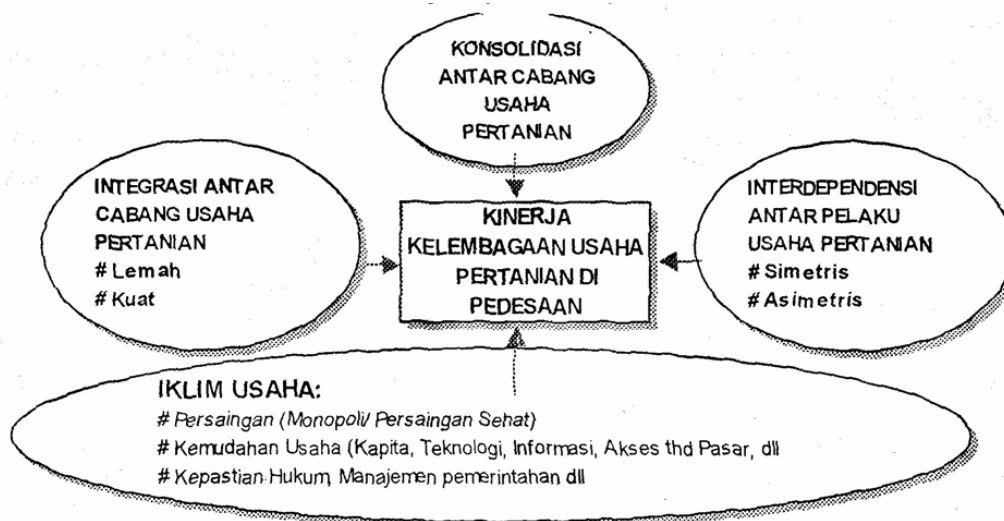 KONSOLIDASI
ANTAR CABANG
USAHA
PERTANIAN
INTEGRASI ANTAR
CABANG USAHA
PERTANIAN
# Lemah
# Kuat
KINERJA
KELEMBAGAAN USAHA
PERTANIAN DI
PEDESAAN
INTERDEPENDENSI
ANTAR PELAKU
USAHA PERTANIAN
# Simetris
# Asimetris
IKLIM USAHA:
# Persaingan (Monopoli/ Persaingan Sehat)
# Kemudahan Usaha (Kapita, Teknologi, Informasi, Akses thd Pasar, dll
# Kepastian Hukum, Manajemen pemerintahan dll